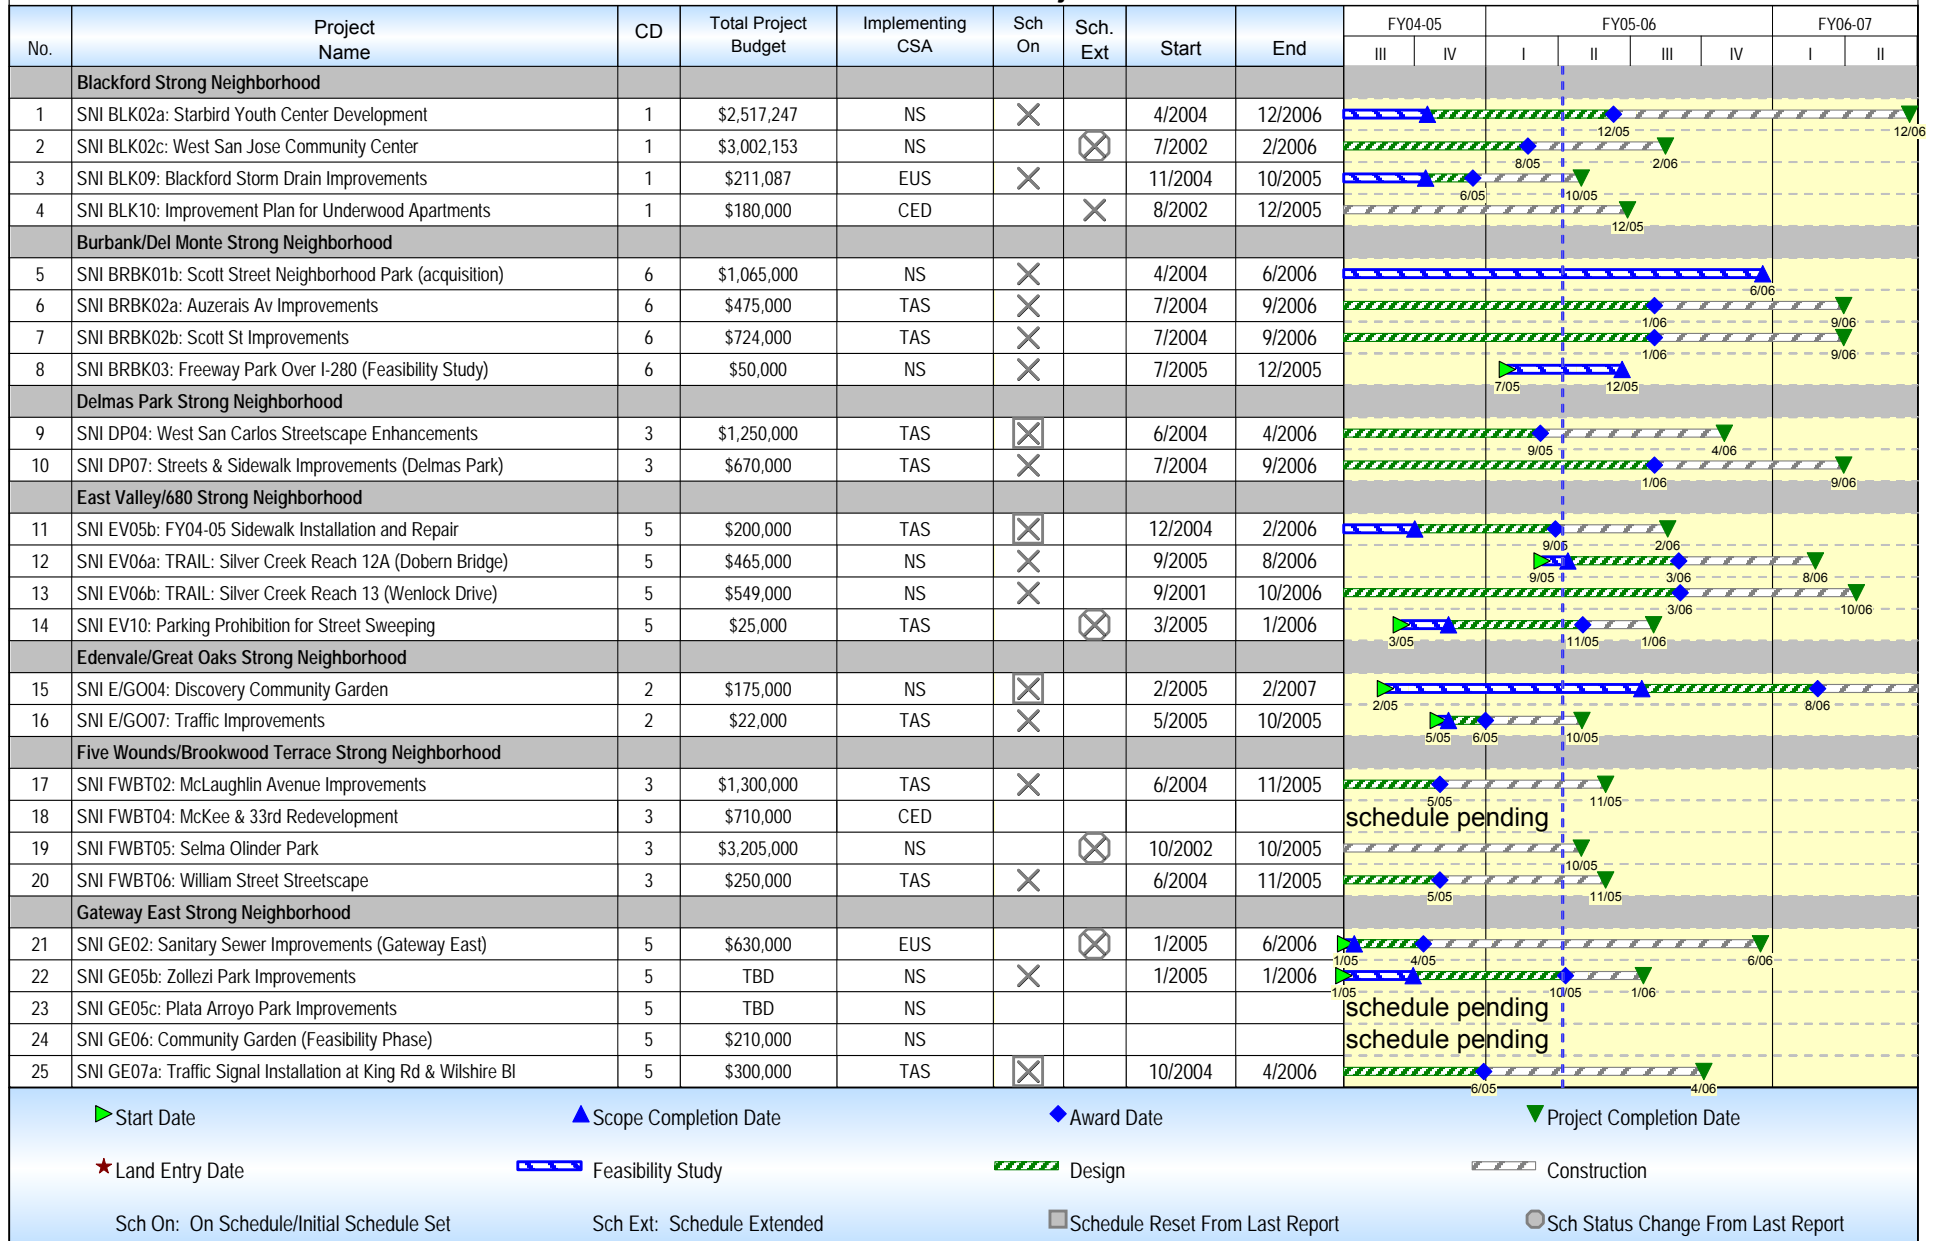 No. Project Name CD Total Project Budget Implementing CSA Sch On Sch. Ext Start End FY04-05 FY05-06 FY06-07
III IV I II III IV I II
Blackford Strong Neighborhood
1 SNI BLK02a: Starbird Youth Center Development 1 $2,517,247 NS 4/2004 12/2006 12/05 12/06
2 SNI BLK02c: West San Jose Community Center 1 $3,002,153 NS 7/2002 2/2006 8/05 2/06
3 SNI BLK09: Blackford Storm Drain Improvements 1 $211,087 EUS 11/2004 10/2005 6/05 10/05
4 SNI BLK10: Improvement Plan for Underwood Apartments 1 $180,000 CED 8/2002 12/2005 12/05
Burbank/Del Monte Strong Neighborhood
5 SNI BRBK01b: Scott Street Neighborhood Park (acquisition) 6 $1,065,000 NS 4/2004 6/2006 6/06
6 SNI BRBK02a: Auzerais Av Improvements 6 $475,000 TAS 7/2004 9/2006 1/06 9/06
7 SNI BRBK02b: Scott St Improvements 6 $724,000 TAS 7/2004 9/2006 1/06 9/06
8 SNI BRBK03: Freeway Park Over I-280 (Feasibility Study) 6 $50,000 NS 7/2005 12/2005 7/05 12/05
Delmas Park Strong Neighborhood
9 SNI DP04: West San Carlos Streetscape Enhancements 3 $1,250,000 TAS 6/2004 4/2006 9/05 4/06
10 SNI DP07: Streets & Sidewalk Improvements (Delmas Park) 3 $670,000 TAS 7/2004 9/2006 1/06 9/06
East Valley/680 Strong Neighborhood
11 SNI EV05b: FY04-05 Sidewalk Installation and Repair 5 $200,000 TAS 12/2004 2/2006 9/05 2/06
12 SNI EV06a: TRAIL: Silver Creek Reach 12A (Dobern Bridge) 5 $465,000 NS 9/2005 8/2006 9/05 3/06 8/06
13 SNI EV06b: TRAIL: Silver Creek Reach 13 (Wenlock Drive) 5 $549,000 NS 9/2001 10/2006 3/06 10/06
14 SNI EV10: Parking Prohibition for Street Sweeping 5 $25,000 TAS 3/2005 1/2006 3/05 11/05 1/06
Edenvale/Great Oaks Strong Neighborhood
15 SNI E/GO04: Discovery Community Garden 2 $175,000 NS 2/2005 2/2007 2/05 8/06
16 SNI E/GO07: Traffic Improvements 2 $22,000 TAS 5/2005 10/2005 5/05 6/05 10/05
Five Wounds/Brookwood Terrace Strong Neighborhood
17 SNI FWBT02: McLaughlin Avenue Improvements 3 $1,300,000 TAS 6/2004 11/2005 5/05 11/05
18 SNI FWBT04: McKee & 33rd Redevelopment 3 $710,000 CED schedule pending
19 SNI FWBT05: Selma Olinder Park 3 $3,205,000 NS 10/2002 10/2005 10/05
20 SNI FWBT06: William Street Streetscape 3 $250,000 TAS 6/2004 11/2005 5/05 11/05
Gateway East Strong Neighborhood
21 SNI GE02: Sanitary Sewer Improvements (Gateway East) 5 $630,000 EUS 1/2005 6/2006 1/05 4/05 6/06
22 SNI GE05b: Zollezi Park Improvements 5 TBD NS 1/2005 1/2006 1/05 10/05 1/06
23 SNI GE05c: Plata Arroyo Park Improvements 5 TBD NS schedule pending
24 SNI GE06: Community Garden (Feasibility Phase) 5 $210,000 NS schedule pending
25 SNI GE07a: Traffic Signal Installation at King Rd & Wilshire Bl 5 $300,000 TAS 10/2004 4/2006 6/05 4/06
Start Date Scope Completion Date Award Date Project Completion Date
Land Entry Date Feasibility Study Design Construction
Sch On: On Schedule/Initial Schedule Set Sch Ext: Schedule Extended Schedule Reset From Last Report Sch Status Change From Last Report